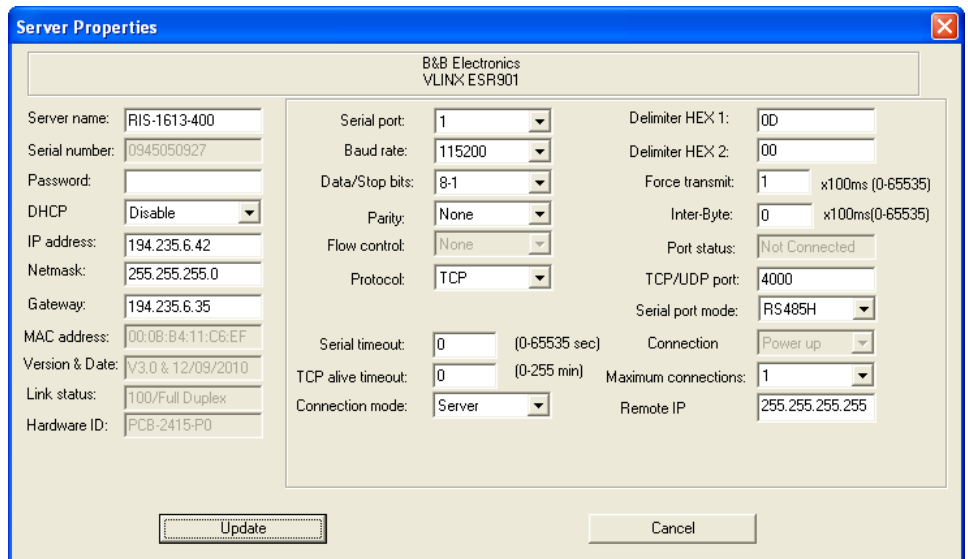 Server Properties
B&B Electronics
VLINX ESR901
Server name: RIS-1613-400
Serial number: 0945050927
Password:
DHCP Disable
IP address: 194.235.6.42
Netmask: 255.255.255.0
Gateway: 194.235.6.35
MAC address: 00:0B:B4:11:C6:EF
Version & Date: V3.0 & 12/09/2010
Link status: 100/Full Duplex
Hardware ID: PCB-2415-P0
Serial port: 1
Baud rate: 115200
Data/Stop bits: 8-1
Parity: None
Flow control: None
Protocol: TCP
Serial timeout: 0 (0-65535 sec)
TCP alive timeout: 0 (0-255 min)
Connection mode: Server
Delimiter HEX 1: 0D
Delimiter HEX 2: 00
Force transmit: 1 x100ms (0-65535)
Inter-Byte: 0 x100ms(0-65535)
Port status: Not Connected
TCP/UDP port: 4000
Serial port mode: RS485H
Connection Power up
Maximum connections: 1
Remote IP 255.255.255.255
Update
Cancel